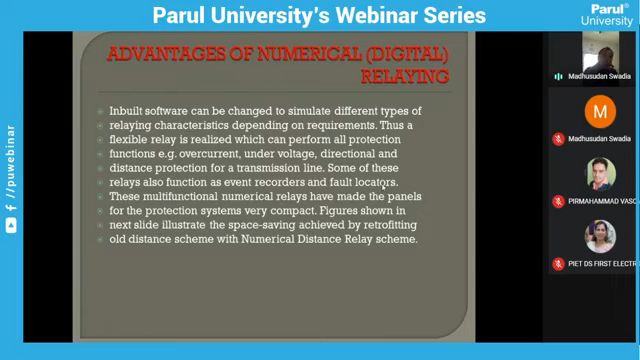 Parul University's Webinar Series
Parul®
University
ADVANTAGES OF NUMERICAL (DIGITAL)
RELAYING
Inbuilt software can be changed to simulate different types of
relaying characteristics depending on requirements. Thus a
flexible relay is realized which can perform all protection
functions e.g. overcurrent, under voltage, directional and
distance protection for a transmission line. Some of these
relays also function as event recorders and fault locators.
These multifunctional numerical relays have made the panels
for the protection systems very compact. Figures shown in
next slide illustrate the space-saving achieved by retrofitting
old distance scheme with Numerical Distance Relay scheme.
/puwebinar
Madhusudan Swadia
M
Madhusudan Swadia
PIRMAHAMMAD VASC
PIET DS FIRST ELECTR